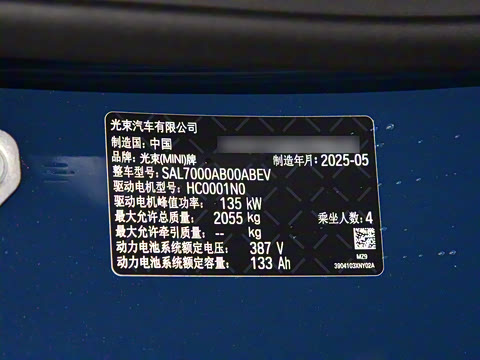 光束汽车有限公司
制造国：中国
品牌：光束(MINI)牌 制造年月：2025-05
整车型号：SAL7000AB00ABEV
驱动电机型号：HC0001N0
驱动电机峰值功率：135 kW
最大允许总质量：2055 kg 乘坐人数：4
最大允许牵引质量：-- kg
动力电池系统额定电压：387 V
动力电池系统额定容量：133 Ah
MZ9
3904103XNY02A